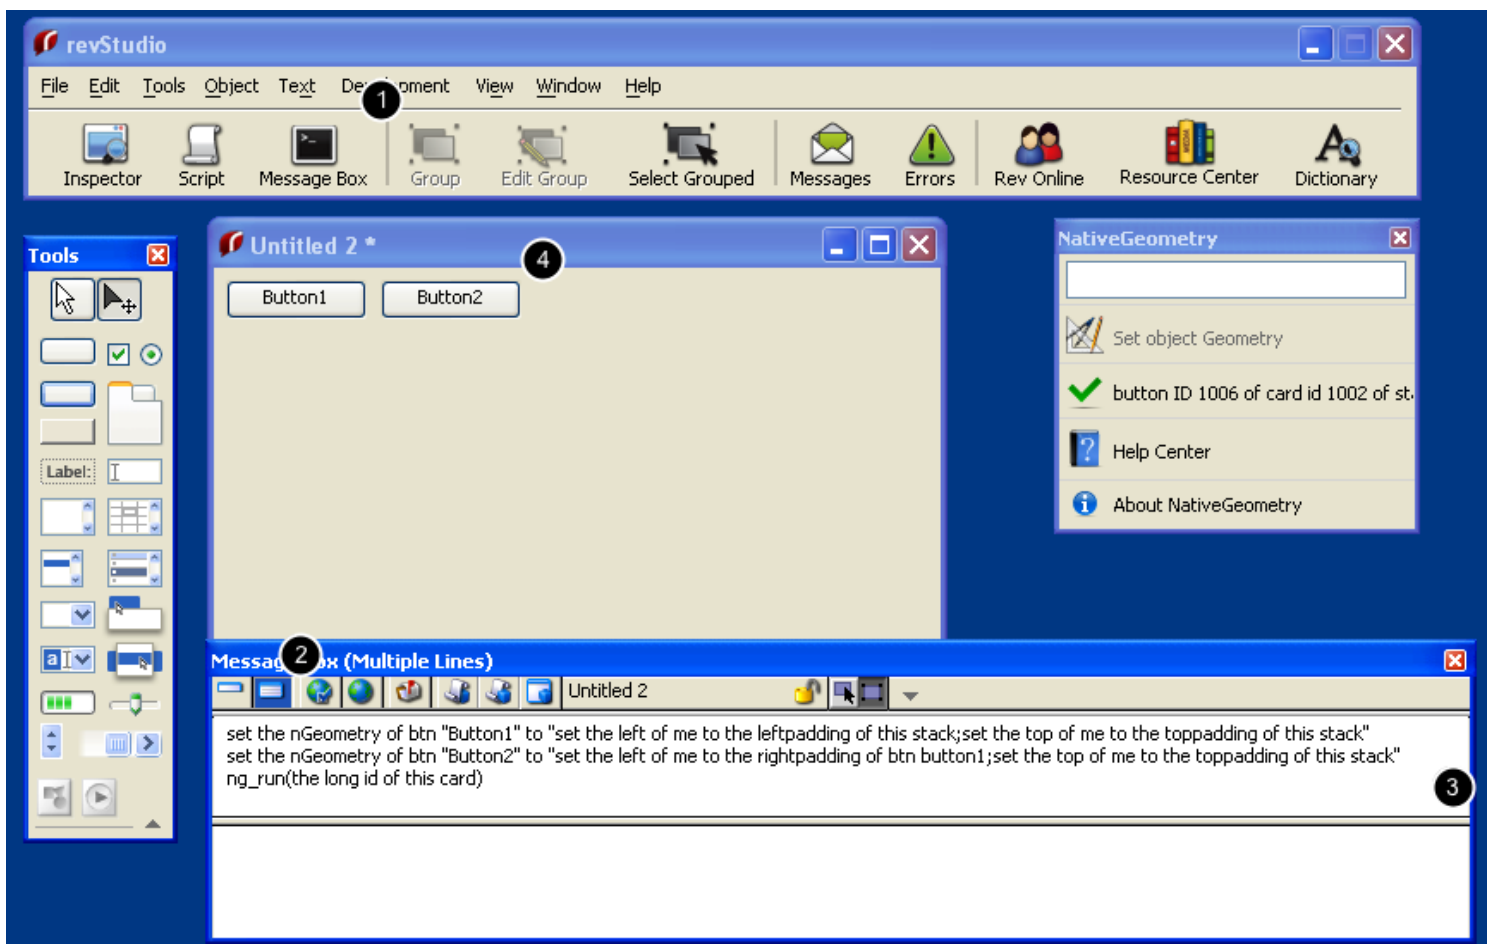 revStudio
File Edit Tools Object Text Development View Window Help
1
Inspector Script Message Box Group Edit Group Select Grouped Messages Errors Rev Online Resource Center Dictionary
Tools
Label:
Untitled 2 *
4
Button1 Button2
NativeGeometry
Set object Geometry
button ID 1006 of card id 1002 of st
Help Center
About NativeGeometry
2
(Multiple Lines)
Untitled 2
set the nGeometry of btn "Button1" to "set the left of me to the leftpadding of this stack;set the top of me to the toppadding of this stack"
set the nGeometry of btn "Button2" to "set the left of me to the rightpadding of btn button1;set the top of me to the toppadding of this stack"
ng_run(the long id of this card)
3